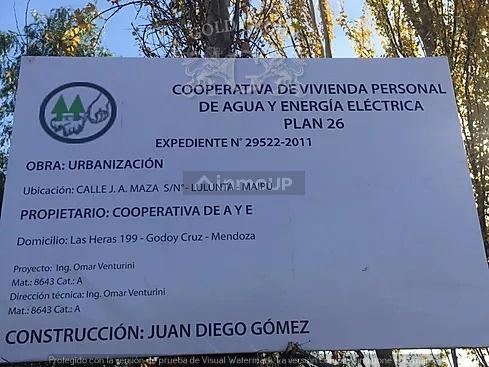 GOLD
COOPERATIVA DE VIVIENDA PERSONAL
DE AGUA Y ENERGÍA ELÉCTRICA
PLAN 26
EXPEDIENTE N° 29522-2011
OBRA: URBANIZACIÓN
inmoUP
Ubicación: CALLE J. A. MAZA S/N°- LULUNTA - MAIPÚ
PROPIETARIO: COOPERATIVA DE A Y E
Domicilio: Las Heras 199 - Godoy Cruz - Mendoza
Proyecto: Ing. Omar Venturini
Mat.: 8643 Cat.: A
Dirección técnica: Ing. Omar Venturini
Mat.: 8643 Cat.: A
CONSTRUCCIÓN: JUAN DIEGO GÓMEZ
Protegido con la versión de prueba de Visual Watermark.